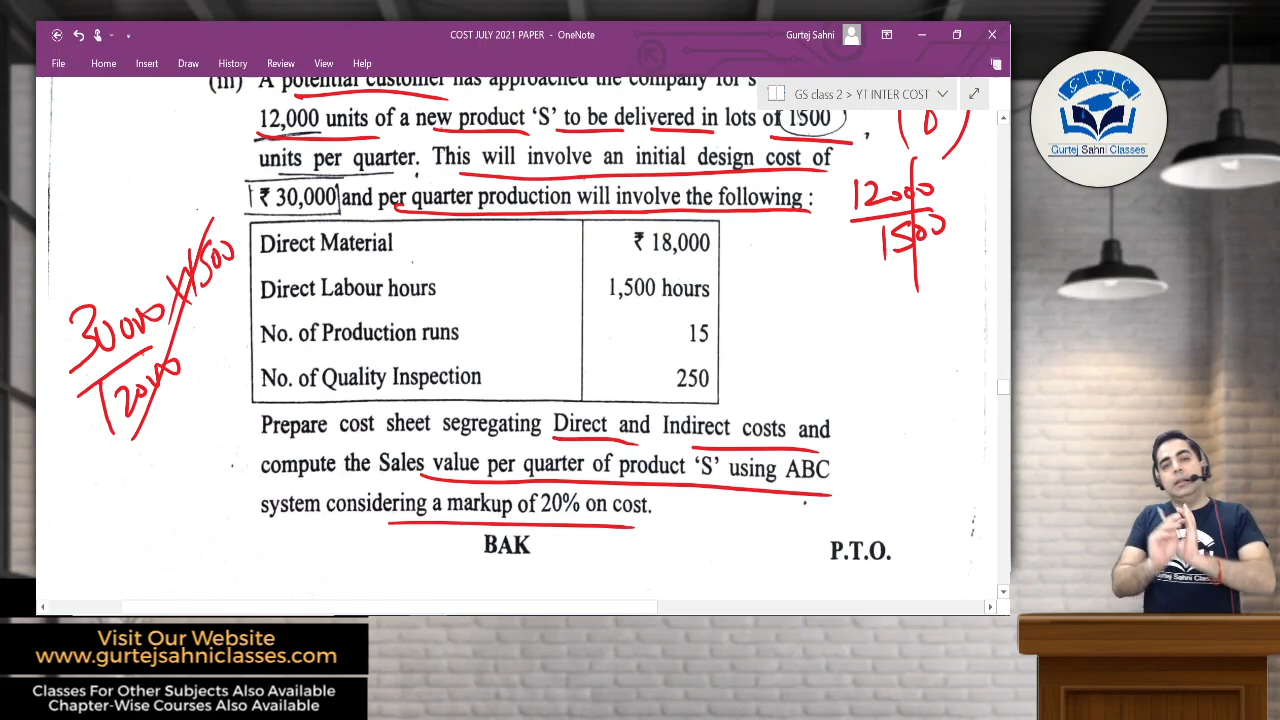 COST JULY 2021 PAPER - OneNote
Gurtej Sahni
File Home Insert Draw History Review View Help
GS class 2 > YT INTER COST
(iii) A potential customer has approached the company for s
12,000 units of a new product ‘S’ to be delivered in lots of 1500
units per quarter. This will involve an initial design cost of
₹ 30,000 and per quarter production will involve the following :
Direct Material ₹ 18,000
Direct Labour hours 1,500 hours
No. of Production runs 15
No. of Quality Inspection 250
Prepare cost sheet segregating Direct and Indirect costs and
compute the Sales value per quarter of product ‘S’ using ABC
system considering a markup of 20% on cost.
BAK
P.T.O.
30000 × 1500
12000
12000
1500
GSC
Gurtej Sahni Classes
Gurtej Sahni Classes
Visit Our Website
www.gurtejsahniclasses.com
Classes For Other Subjects Also Available
Chapter-Wise Courses Also Available